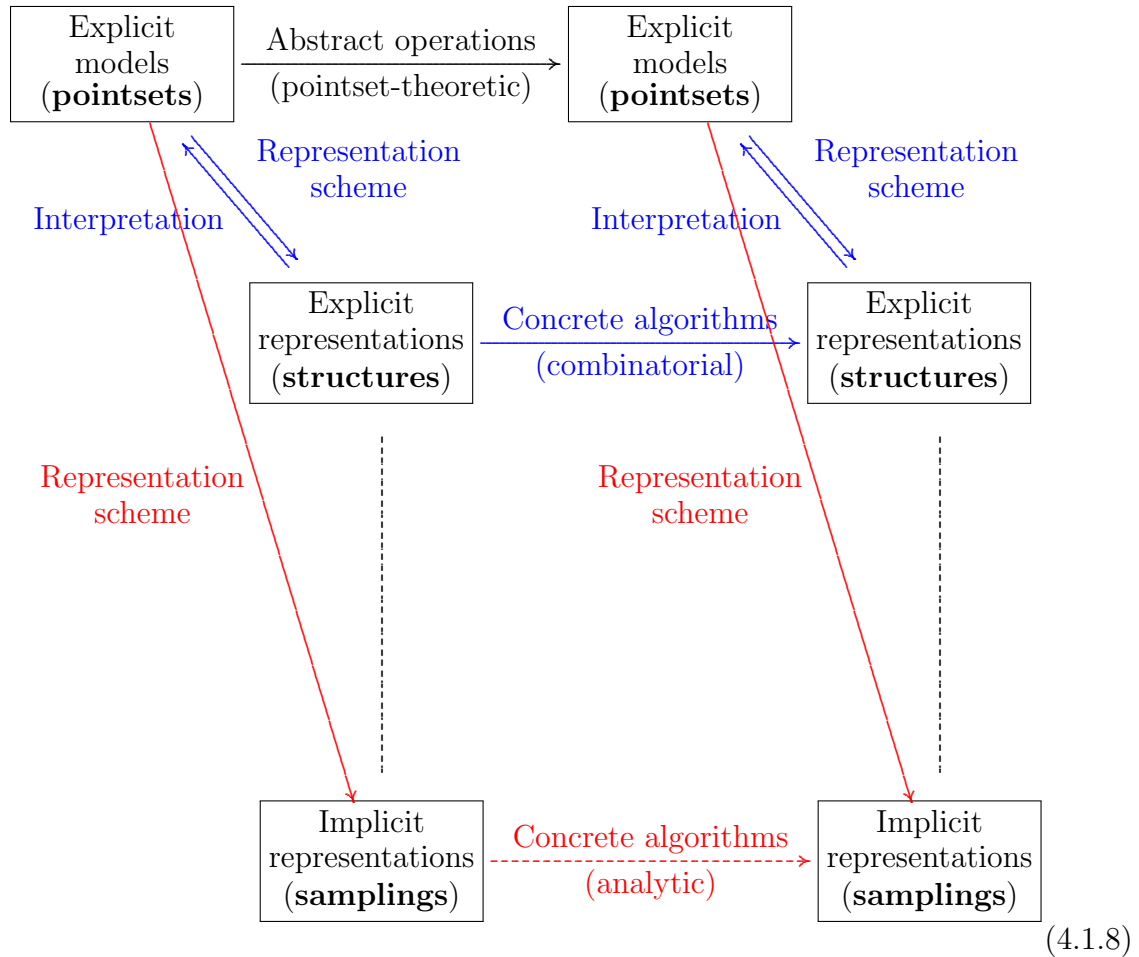 Explicit
models
(pointsets)
Abstract operations
(pointset-theoretic)
Explicit
models
(pointsets)
Representation
scheme
Interpretation
Representation
scheme
Interpretation
Explicit
representations
(structures)
Concrete algorithms
(combinatorial)
Explicit
representations
(structures)
Representation
scheme
Representation
scheme
Implicit
representations
(samplings)
Concrete algorithms
(analytic)
Implicit
representations
(samplings)
(4.1.8)